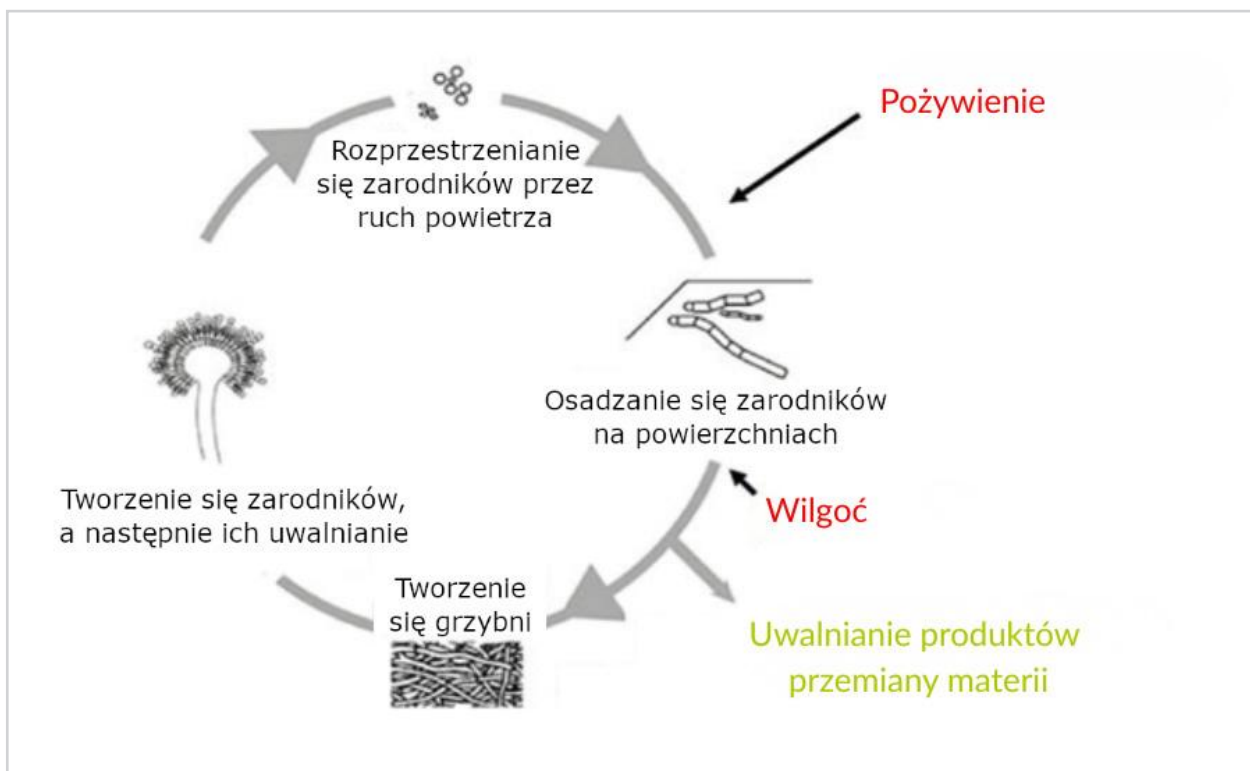 Pożywienie
Rozprzestrzenianie
się zarodników przez
ruch powietrza
Osadzanie się zarodników
na powierzchniach
Wilgoć
Uwalnianie produktów
przemiany materii
Tworzenie
się grzybni
Tworzenie się zarodników,
a następnie ich uwalnianie